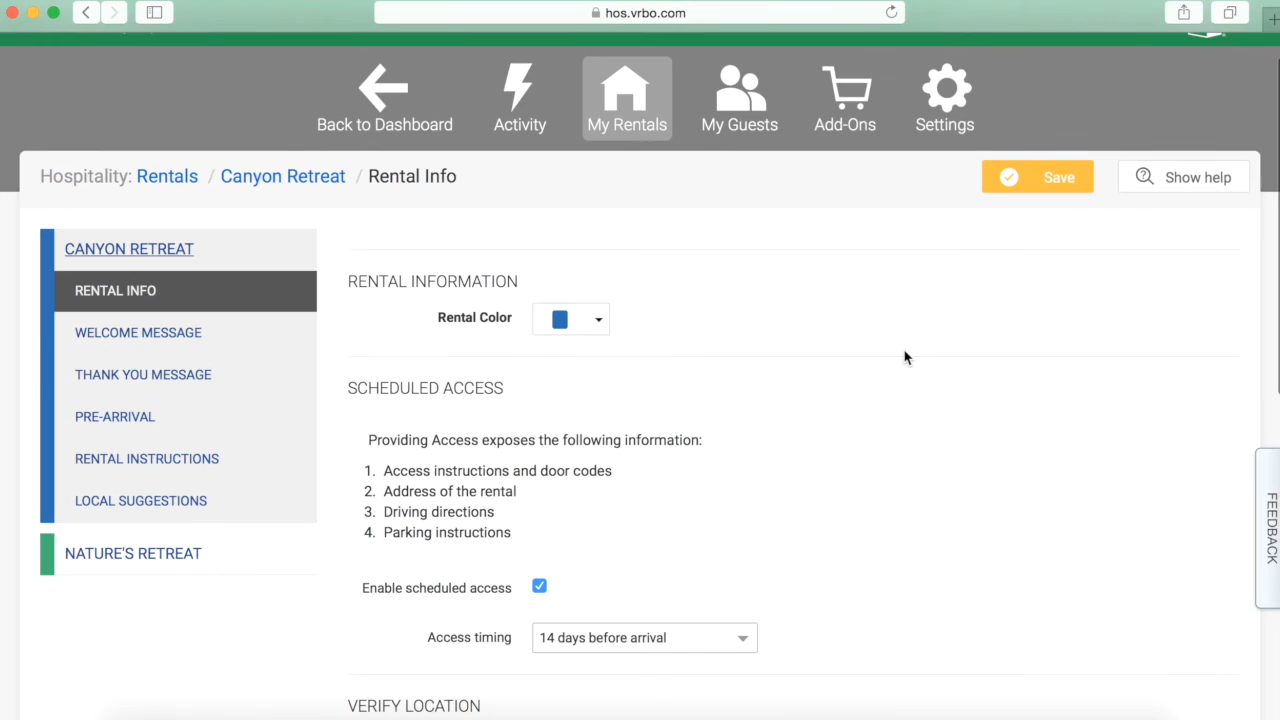 hos.vrbo.com
Back to Dashboard
Activity
My Rentals
My Guests
Add-Ons
Settings
Hospitality: Rentals / Canyon Retreat / Rental Info
Save
Show help
CANYON RETREAT
RENTAL INFO
WELCOME MESSAGE
THANK YOU MESSAGE
PRE-ARRIVAL
RENTAL INSTRUCTIONS
LOCAL SUGGESTIONS
NATURE'S RETREAT
RENTAL INFORMATION
Rental Color
SCHEDULED ACCESS
Providing Access exposes the following information:
1. Access instructions and door codes
2. Address of the rental
3. Driving directions
4. Parking instructions
Enable scheduled access
Access timing
14 days before arrival
VERIFY LOCATION
FEEDBACK